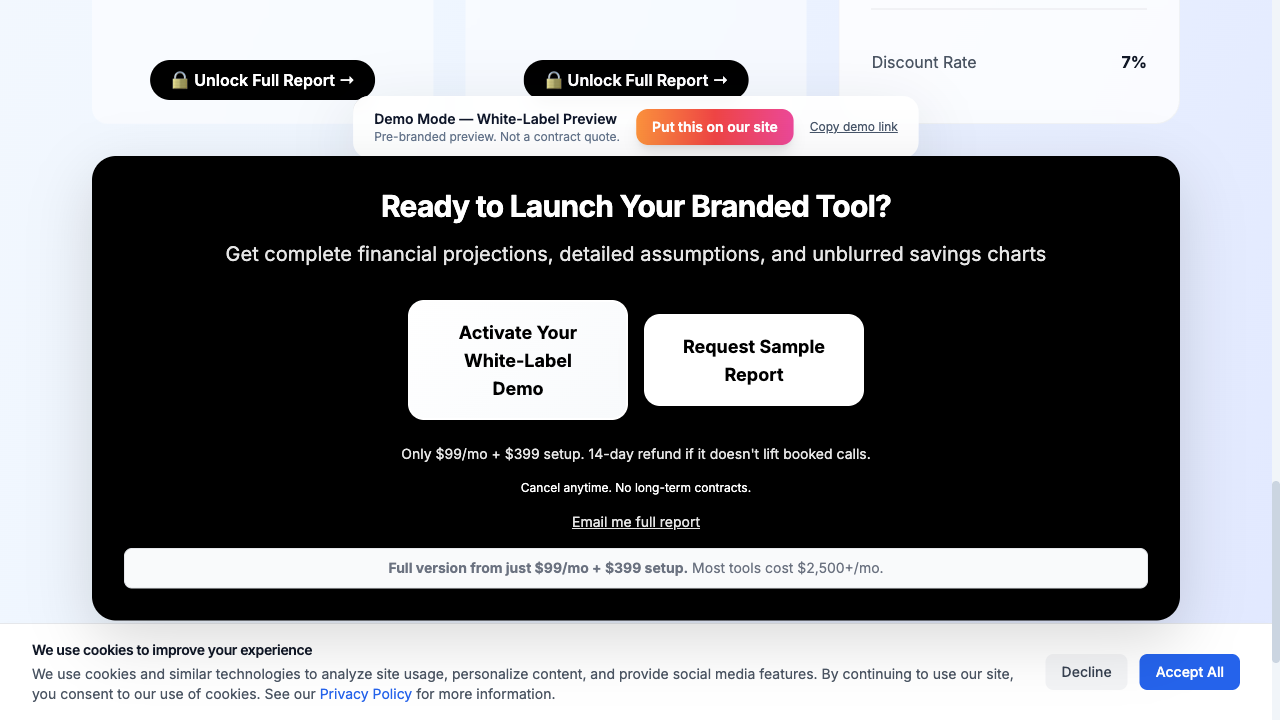 🔒 Unlock Full Report →
🔒 Unlock Full Report →
Discount Rate 7%
Demo Mode — White-Label Preview
Pre-branded preview. Not a contract quote.
Put this on our site
Copy demo link
Ready to Launch Your Branded Tool?
Get complete financial projections, detailed assumptions, and unblurred savings charts
Activate Your
White-Label
Demo
Request Sample
Report
Only $99/mo + $399 setup. 14-day refund if it doesn't lift booked calls.
Cancel anytime. No long-term contracts.
Email me full report
Full version from just $99/mo + $399 setup. Most tools cost $2,500+/mo.
We use cookies to improve your experience
We use cookies and similar technologies to analyze site usage, personalize content, and provide social media features. By continuing to use our site,
you consent to our use of cookies. See our Privacy Policy for more information.
Decline
Accept All